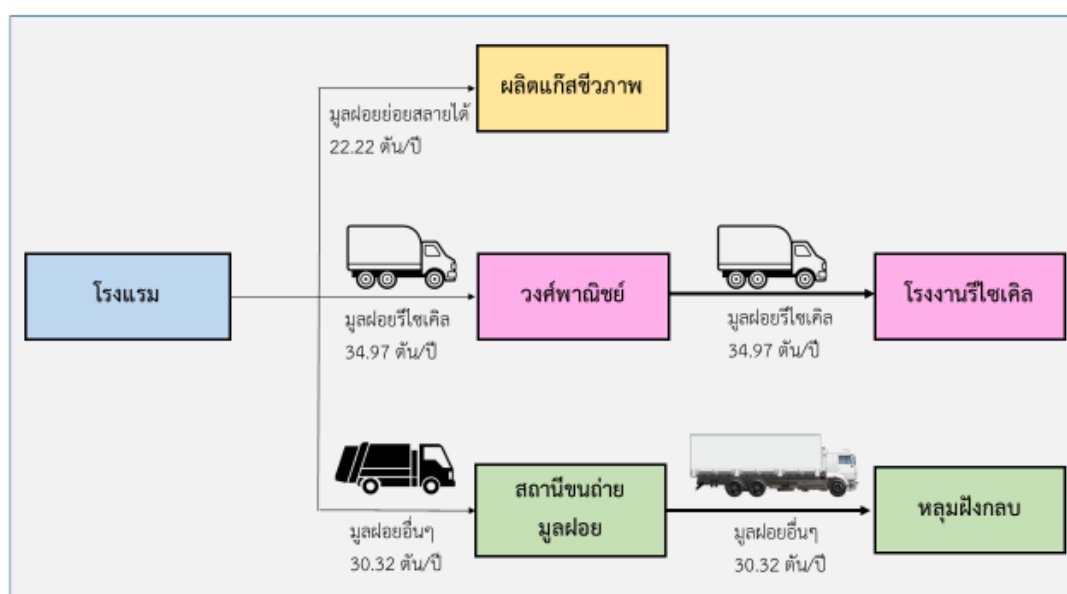 ผลิตแก๊สชีวภาพ
มูลฝอยย่อยสลายได้
22.22 ตัน/ปี
โรงแรม
วงศ์พาณิชย์
โรงงานรีไซเคิล
มูลฝอยรีไซเคิล
34.97 ตัน/ปี
มูลฝอยรีไซเคิล
34.97 ตัน/ปี
สถานีขนถ่าย
มูลฝอย
หลุมฝังกลบ
มูลฝอยอื่นๆ
30.32 ตัน/ปี
มูลฝอยอื่นๆ
30.32 ตัน/ปี